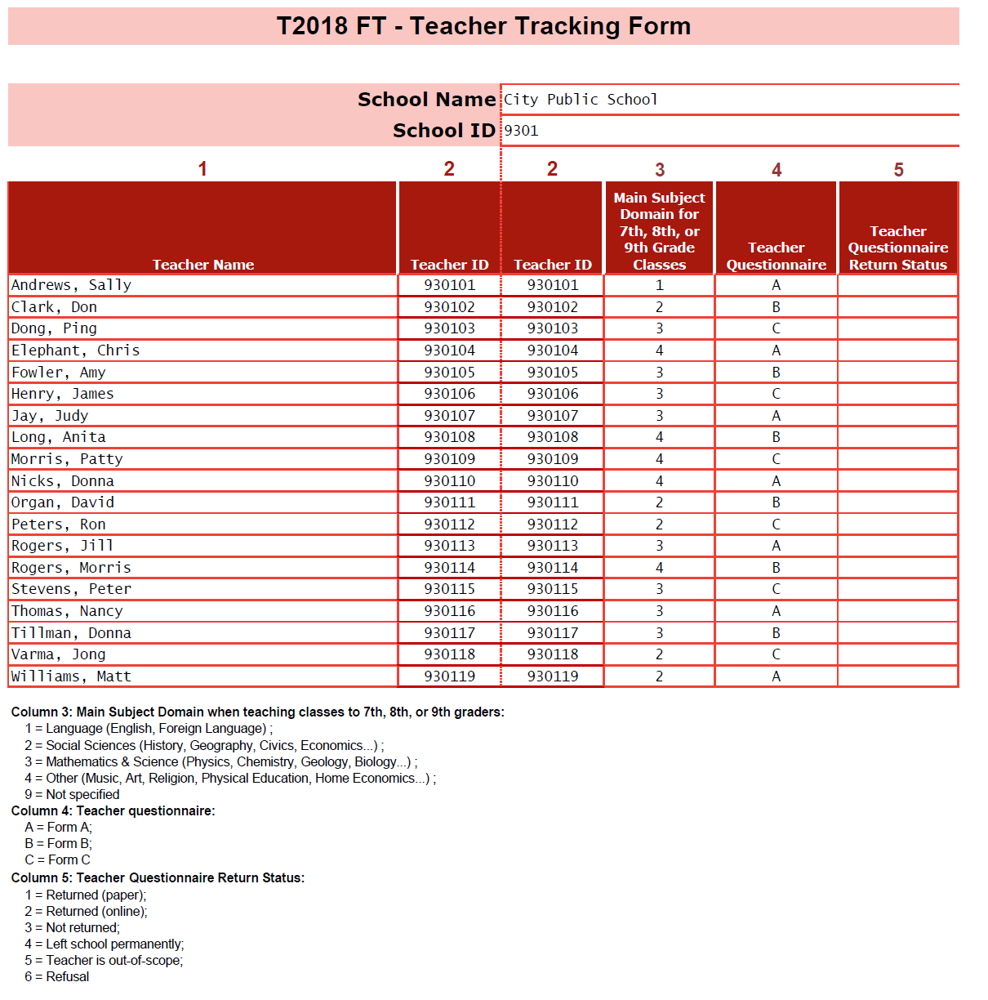 T2018 FT - Teacher Tracking Form
School Name City Public School
School ID 9301
1 2 2 3 4 5
Teacher Name Teacher ID Teacher ID Main Subject Domain for 7th, 8th, or 9th Grade Classes Teacher Questionnaire Teacher Questionnaire Return Status
Andrews, Sally 930101 930101 1 A
Clark, Don 930102 930102 2 B
Dong, Ping 930103 930103 3 C
Elephant, Chris 930104 930104 4 A
Fowler, Amy 930105 930105 3 B
Henry, James 930106 930106 3 C
Jay, Judy 930107 930107 3 A
Long, Anita 930108 930108 4 B
Morris, Patty 930109 930109 4 C
Nicks, Donna 930110 930110 4 A
Organ, David 930111 930111 2 B
Peters, Ron 930112 930112 2 C
Rogers, Jill 930113 930113 3 A
Rogers, Morris 930114 930114 4 B
Stevens, Peter 930115 930115 3 C
Thomas, Nancy 930116 930116 3 A
Tillman, Donna 930117 930117 3 B
Varma, Jong 930118 930118 2 C
Williams, Matt 930119 930119 2 A
Column 3: Main Subject Domain when teaching classes to 7th, 8th, or 9th graders:
1 = Language (English, Foreign Language) ;
2 = Social Sciences (History, Geography, Civics, Economics...) ;
3 = Mathematics & Science (Physics, Chemistry, Geology, Biology...) ;
4 = Other (Music, Art, Religion, Physical Education, Home Economics...) ;
9 = Not specified
Column 4: Teacher questionnaire:
A = Form A;
B = Form B;
C = Form C
Column 5: Teacher Questionnaire Return Status:
1 = Returned (paper);
2 = Returned (online);
3 = Not returned;
4 = Left school permanently;
5 = Teacher is out-of-scope;
6 = Refusal